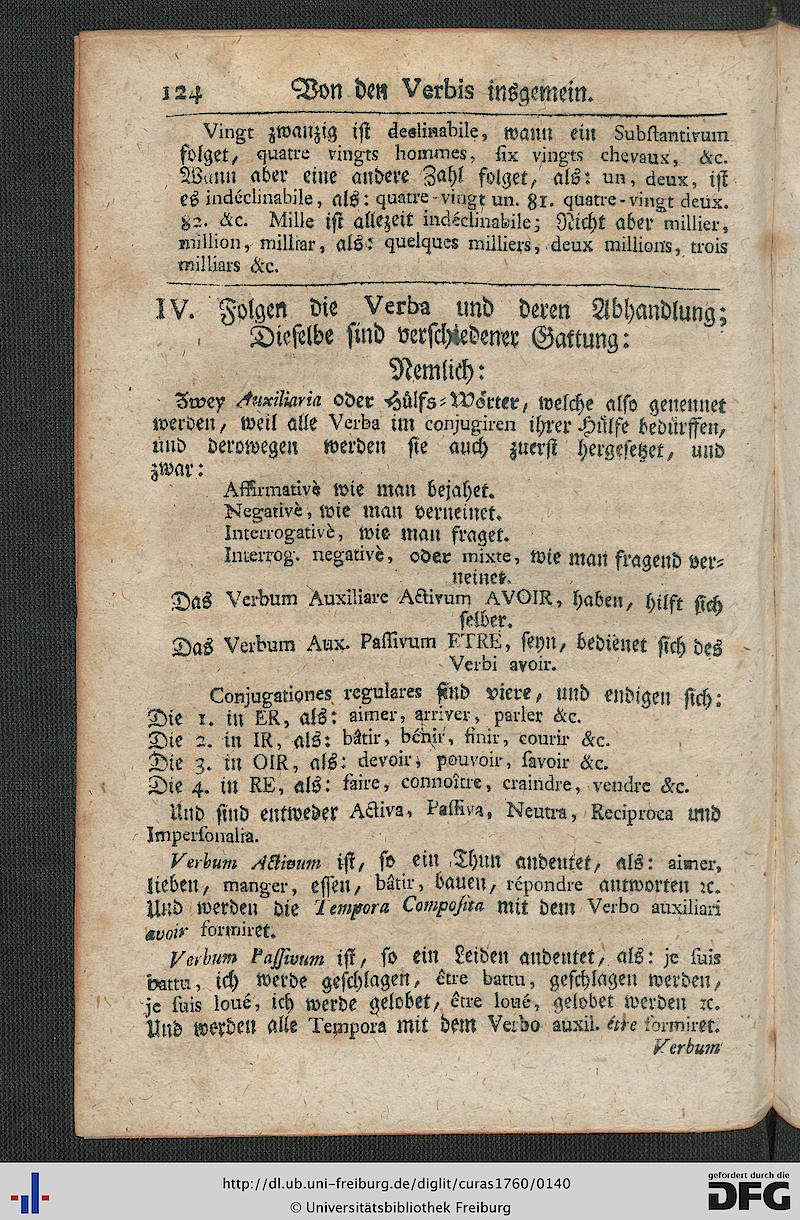 124 Von den Verbis insgemein.
Vingt zwanzig ist declinabile, wann ein Substantivum
folget, quatre vingts hommes, six vingts chevaux, &c.
Wann aber eine andere Zahl folget, als: un, deux, ist
es indéclinabile, als: quatre-vingt un. 81. quatre-vingt deux.
82. &c. Mille ist allezeit indéclinabile; Nicht aber millier,
million, milliar, als: quelques milliers, deux millions, trois
milliars &c.
IV. Folgen die Verba und deren Abhandlung;
Dieselbe sind verschiedener Gattung:
Nemlich:
Zwey Auxiliaria oder Hülfs-Wörter, welche also genennet
werden, weil alle Verba im conjugiren ihrer Hülfe bedürffen,
und derowegen werden sie auch zuerst hergesetzet, und
zwar:
Affirmativè wie man bejahet.
Negativè, wie man verneinet.
Interrogativè, wie man fraget.
Interrog. negativè, oder mixte, wie man fragend ver-
neinet.
Das Verbum Auxiliare Activum AVOIR, haben, hilft sich
selber.
Das Verbum Aux. Passivum ETRE, seyn, bedienet sich des
Verbi avoir.
Conjugationes regulares sind viere, und endigen sich:
Die 1. in ER, als: aimer, arriver, parler &c.
Die 2. in IR, als: bâtir, bénir, finir, courir &c.
Die 3. in OIR, als: devoir, pouvoir, savoir &c.
Die 4. in RE, als: faire, connoître, craindre, vendre &c.
Und sind entweder Activa, Passiva, Neutra, Reciproca und
Impersonalia.
Verbum Activum ist, so ein Thun andeutet, als: aimer,
lieben, manger, essen, bâtir, bauen, répondre antworten ꝛc.
Und werden die Tempora Composita mit dem Verbo auxiliari
avoir formiret.
Verbum Passivum ist, so ein Leiden andeutet, als: je suis
battu, ich werde geschlagen, être battu, geschlagen werden,
je suis loué, ich werde gelobet, être loué, gelobet werden ꝛc.
Und werden alle Tempora mit dem Verbo auxil. être formiret.
Verbum
http://dl.ub.uni-freiburg.de/diglit/curas1760/0140
© Universitätsbibliothek Freiburg
gefördert durch die
DFG